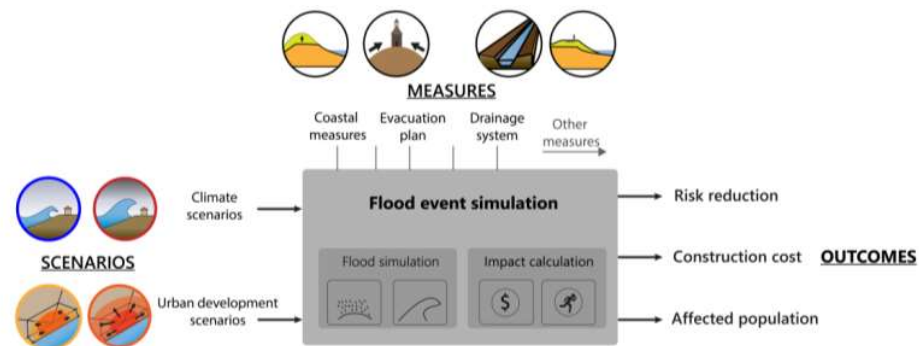 MEASURES
Coastal
measures
Evacuation
plan
Drainage
system
Other
measures
Climate
scenarios
SCENARIOS
Urban development
scenarios
Flood event simulation
Flood simulation
Impact calculation
$
Risk reduction
Construction cost
OUTCOMES
Affected population